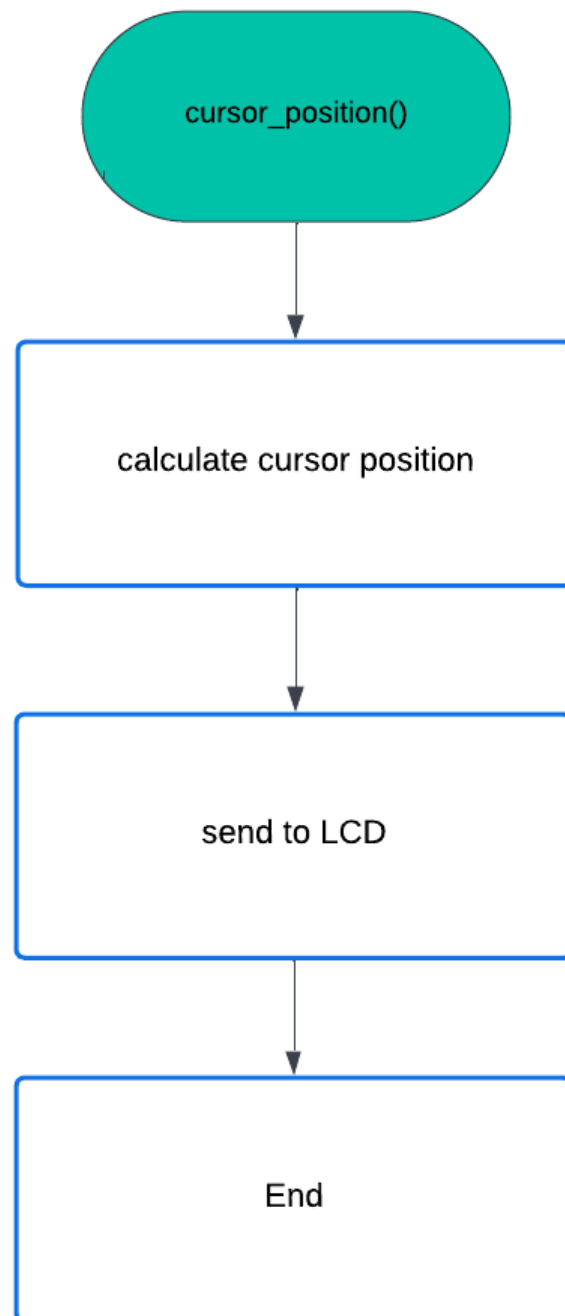 cursor_position()
calculate cursor position
send to LCD
End